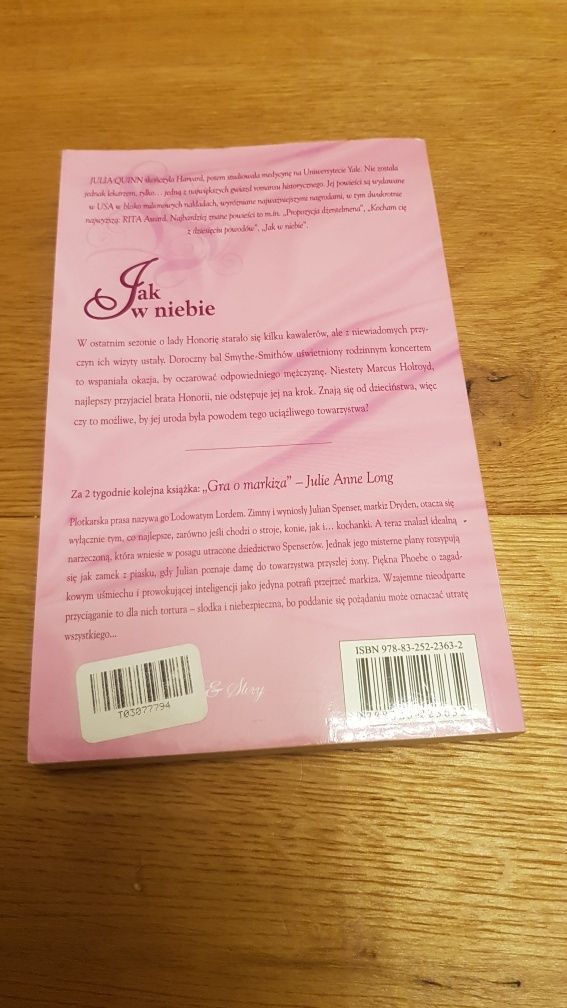 JULIA QUINN skończyła Harvard, potem studiowała medycynę na Uniwersytecie Yale. Nie została
jednak lekarzem, tylko... jedną z największych gwiazd romansu historycznego. Jej powieści są wydawane
w USA w blisko milionowych nakładach, wyróżniane najważniejszymi nagrodami, w tym dwukrotnie
najwyższą: RITA Award. Najbardziej znane powieści to m.in. „Propozycja dżentelmena”, „Kocham cię
z dziesięciu powodów”, „Jak w niebie”.
Jak
w niebie
W ostatnim sezonie o lady Honorię starało się kilku kawalerów, ale z niewiadomych przy-
czyn ich wizyty ustały. Doroczny bal Smythe-Smithów uświetniony rodzinnym koncertem
to wspaniała okazja, by oczarować odpowiedniego mężczyznę. Niestety Marcus Holroyd,
najlepszy przyjaciel brata Honorii, nie odstępuje jej na krok. Znają się od dzieciństwa, więc
czy to możliwe, by jej uroda była powodem tego uciążliwego towarzystwa?
Za 2 tygodnie kolejna książka: „Gra o markiza” – Julie Anne Long
Plotkarska prasa nazywa go Lodowatym Lordem. Zimny i wyniosły Julian Spenser, markiz Dryden, otacza się
wyłącznie tym, co najlepsze, zarówno jeśli chodzi o stroje, konie, jak i... kochanki. A teraz znalazł idealną
narzeczoną, która wniesie w posagu utracone dziedzictwo Spenserów. Jednak jego misterne plany rozsypują
się jak zamek z piasku, gdy Julian poznaje damę do towarzystwa przyszłej żony. Piękna Phoebe o zagad-
kowym uśmiechu i prowokującej inteligencji jako jedyna potrafi przejrzeć markiza. Wzajemne nieodparte
przyciąganie to dla nich tortura – słodka i niebezpieczna, bo poddanie się pożądaniu może oznaczać utratę
wszystkiego...
ISBN 978-83-252-2363-2
T03077794
& Story